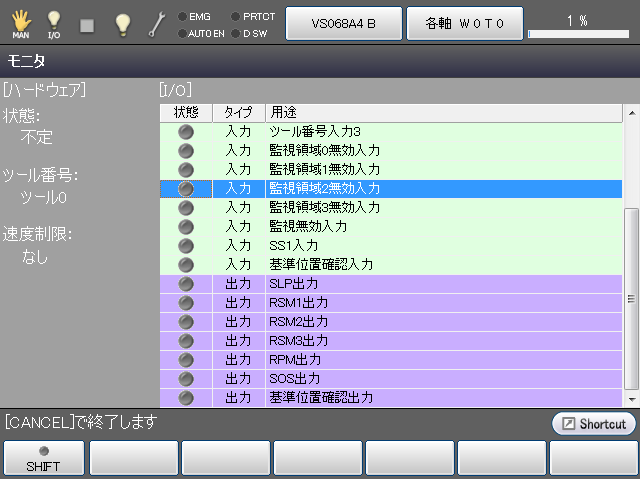 MAN
I/O
EMG
PRTCT
AUTO EN
D SW
VS068A4 B
各軸 W0T0
1 %
モニタ
[ハードウェア]
[I/O]
状態:
不定
ツール番号:
ツール0
速度制限:
なし
状態 タイプ 用途
入力 ツール番号入力3
入力 監視領域0無効入力
入力 監視領域1無効入力
入力 監視領域2無効入力
入力 監視領域3無効入力
入力 監視無効入力
入力 SS1入力
入力 基準位置確認入力
出力 SLP出力
出力 RSM1出力
出力 RSM2出力
出力 RSM3出力
出力 RPM出力
出力 SOS出力
出力 基準位置確認出力
[CANCEL]で終了します
Shortcut
SHIFT